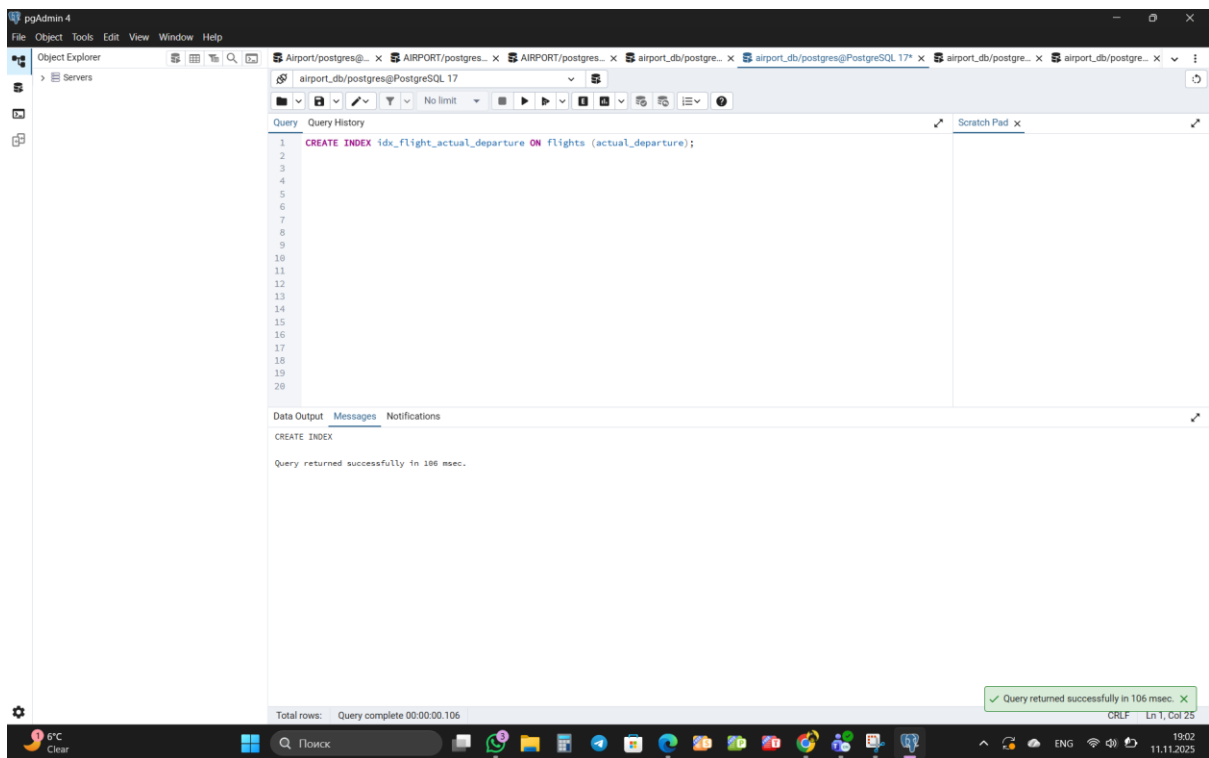 pgAdmin 4
File Object Tools Edit View Window Help
Object Explorer
Airport/postgres@... AIRPORT/postgres... AIRPORT/postgres... airport_db/postgre... airport_db/postgres@PostgreSQL 17* airport_db/postgre... airport_db/postgre...
Servers
airport_db/postgres@PostgreSQL 17
No limit
Query Query History
Scratch Pad
1 CREATE INDEX idx_flight_actual_departure ON flights (actual_departure);
2
3
4
5
6
7
8
9
10
11
12
13
14
15
16
17
18
19
20
Data Output Messages Notifications
CREATE INDEX
Query returned successfully in 106 msec.
Query returned successfully in 106 msec.
Total rows: Query complete 00:00:00.106
CRLF Ln 1, Col 25
1 6°C
Clear
Поиск
3
ENG
19:02
11.11.2025